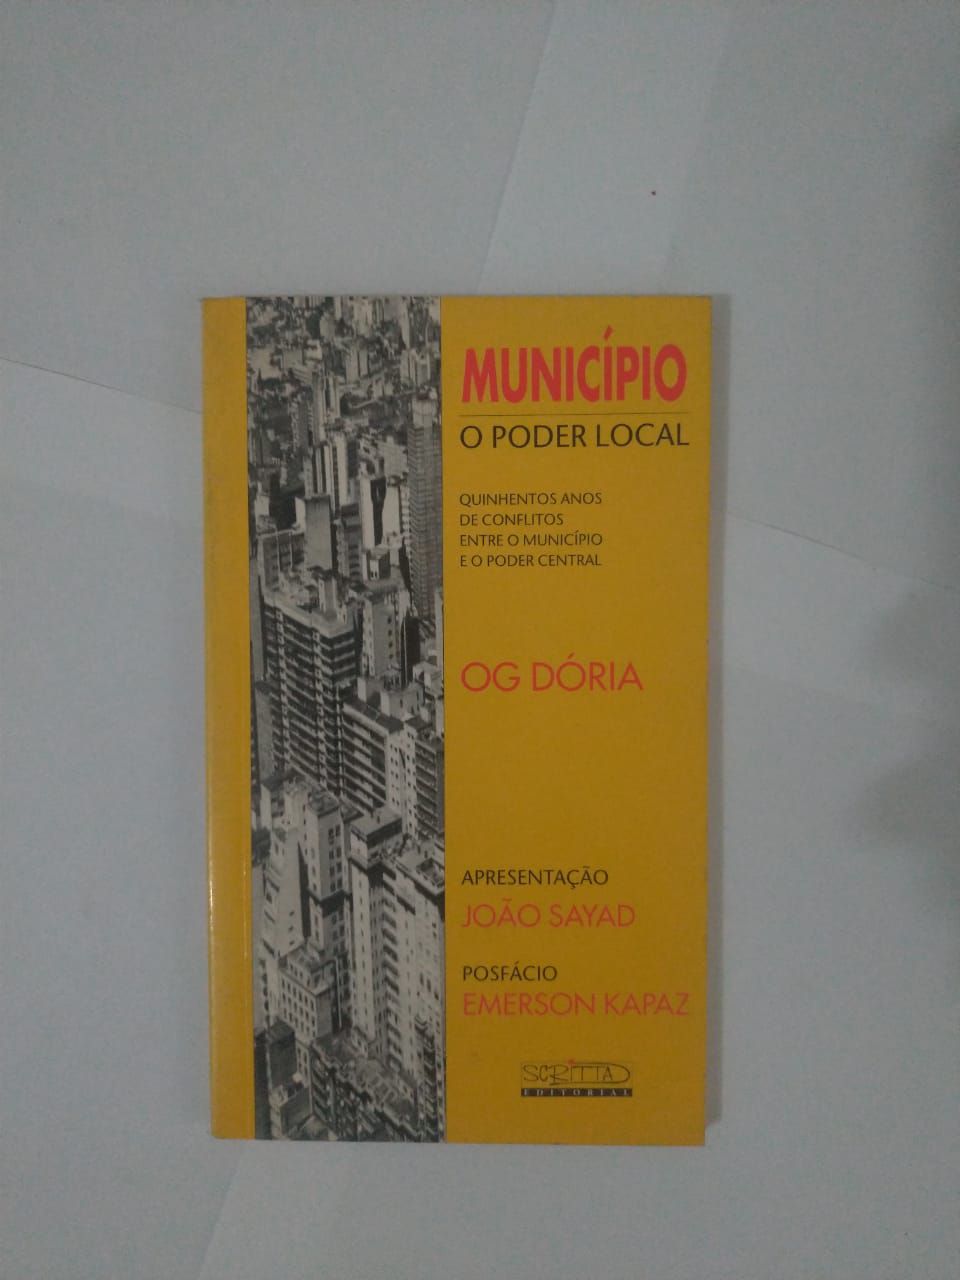 MUNICÍPIO
O PODER LOCAL
QUINHENTOS ANOS
DE CONFLITOS
ENTRE O MUNICÍPIO
E O PODER CENTRAL
OG DÓRIA
APRESENTAÇÃO
JOÃO SAYAD
POSFÁCIO
EMERSON KAPAZ
SCRITTA
EDITORIAL